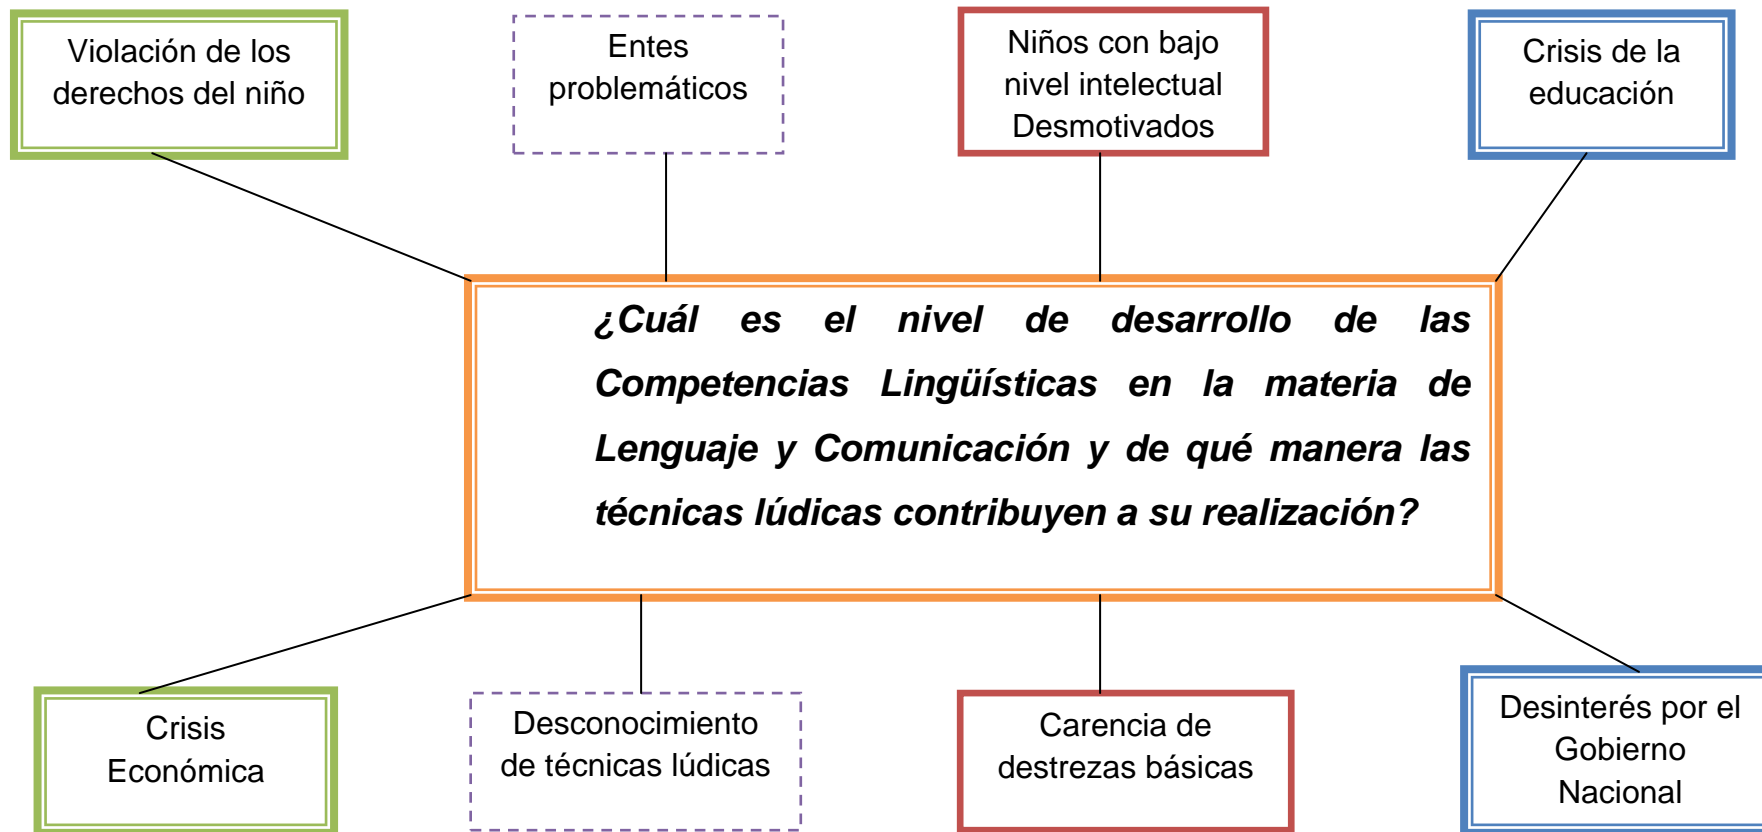 Violación de los
derechos del niño
Entes
problemáticos
Niños con bajo
nivel intelectual
Desmotivados
Crisis de la
educación
¿Cuál es el nivel de desarrollo de las
Competencias Lingüísticas en la materia de
Lenguaje y Comunicación y de qué manera las
técnicas lúdicas contribuyen a su realización?
Crisis
Económica
Desconocimiento
de técnicas lúdicas
Carencia de
destrezas básicas
Desinterés por el
Gobierno
Nacional